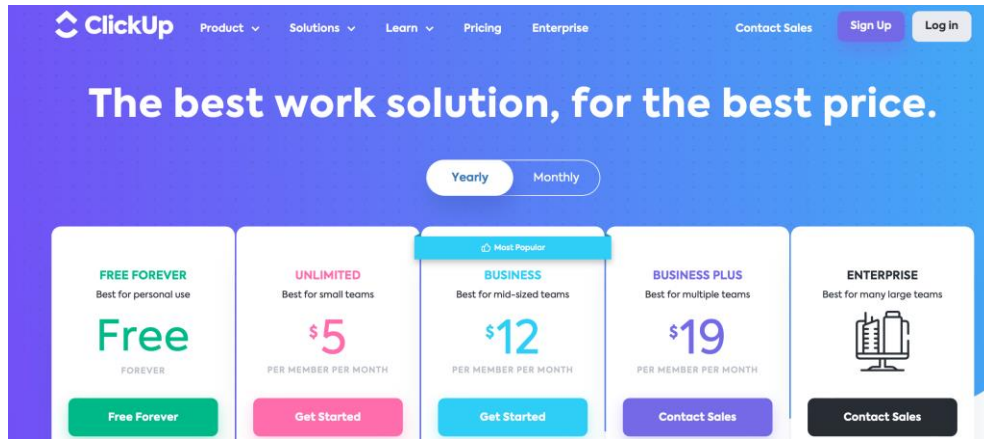 ClickUp Product Solutions Learn Pricing Enterprise Contact Sales Sign Up Log in
The best work solution, for the best price.
Yearly Monthly
Most Popular
FREE FOREVER
Best for personal use
Free
FOREVER
Free Forever
UNLIMITED
Best for small teams
$5
PER MEMBER PER MONTH
Get Started
BUSINESS
Best for mid-sized teams
$12
PER MEMBER PER MONTH
Get Started
BUSINESS PLUS
Best for multiple teams
$19
PER MEMBER PER MONTH
Contact Sales
ENTERPRISE
Best for many large teams
Contact Sales